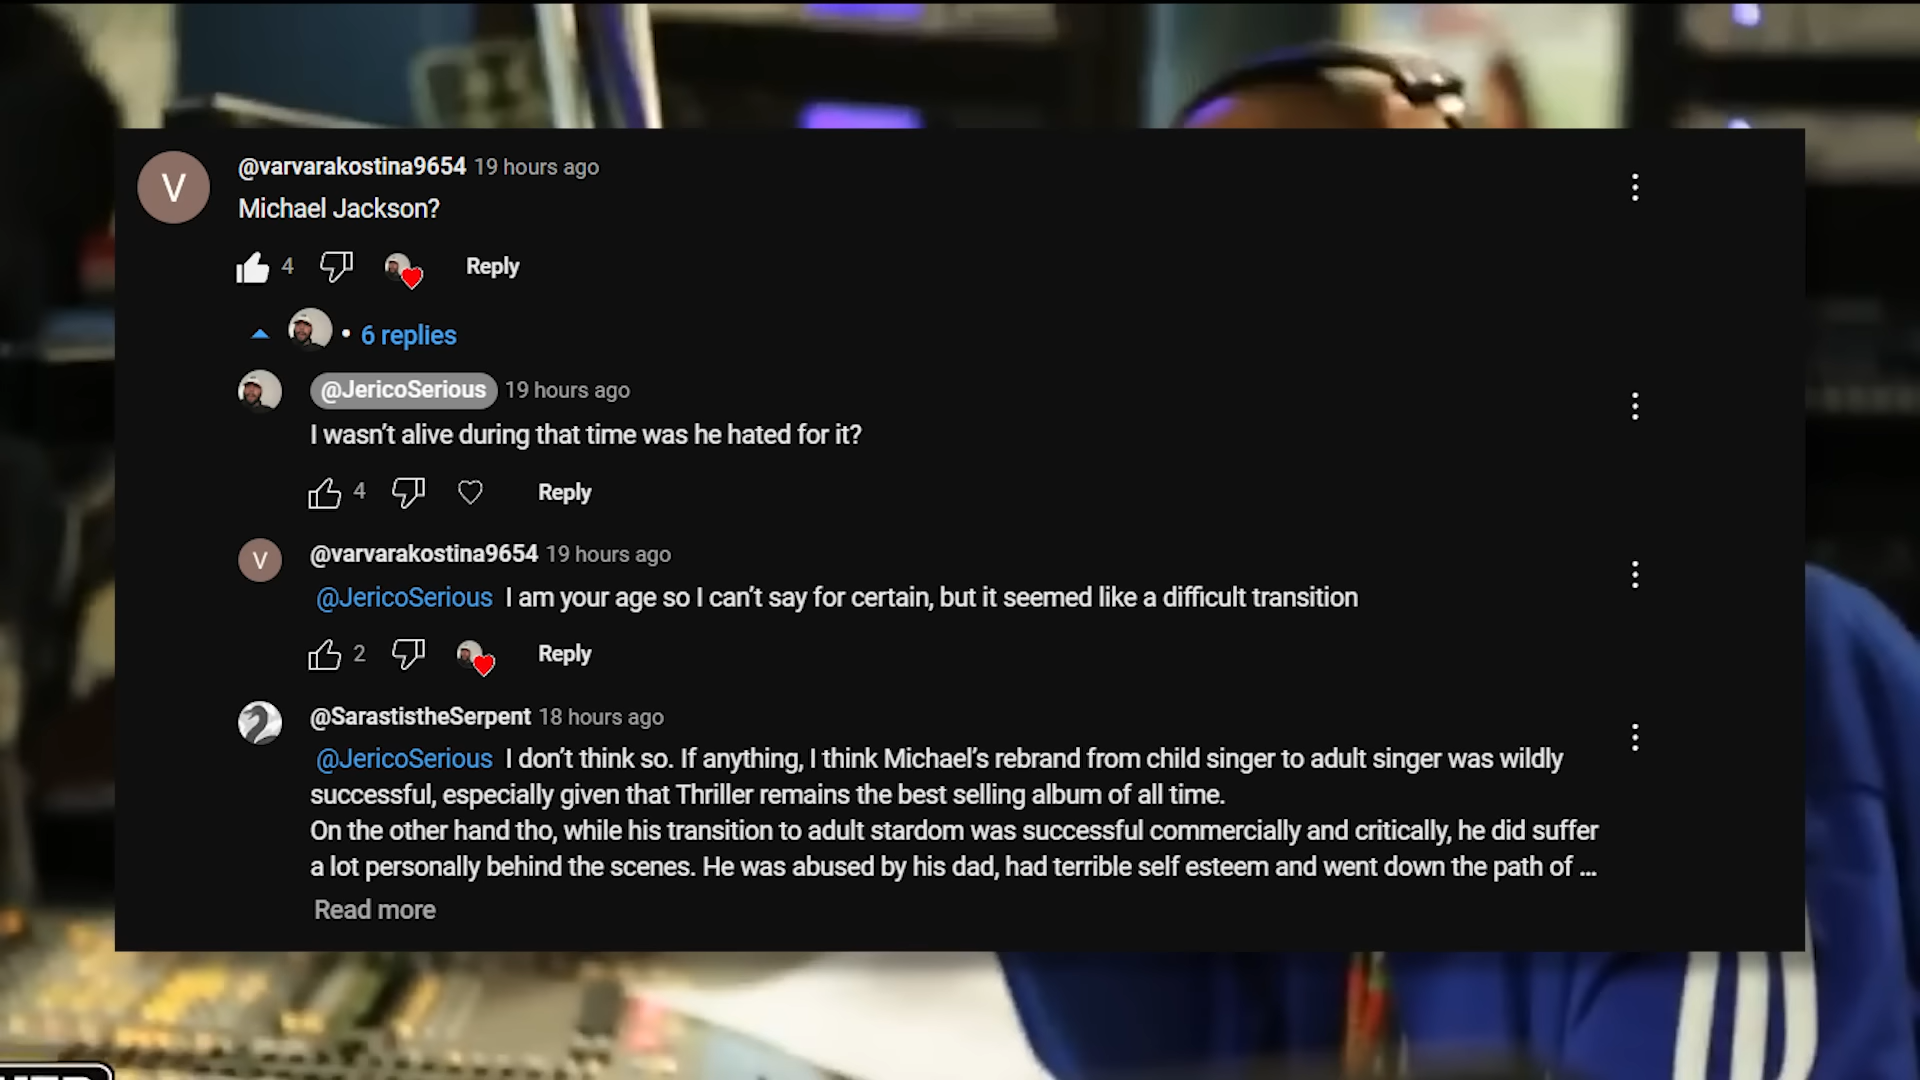 V
@varvarakostina9654 19 hours ago
Michael Jackson?
4
Reply
• 6 replies
@JericoSerious 19 hours ago
I wasn't alive during that time was he hated for it?
4
Reply
V
@varvarakostina9654 19 hours ago
@JericoSerious I am your age so I can't say for certain, but it seemed like a difficult transition
2
Reply
@SarastistheSerpent 18 hours ago
@JericoSerious I don't think so. If anything, I think Michael's rebrand from child singer to adult singer was wildly
successful, especially given that Thriller remains the best selling album of all time.
On the other hand tho, while his transition to adult stardom was successful commercially and critically, he did suffer
a lot personally behind the scenes. He was abused by his dad, had terrible self esteem and went down the path of ...
Read more